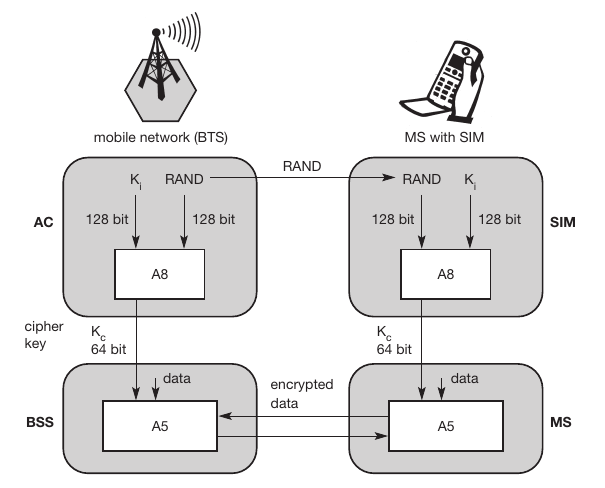 mobile network (BTS)
MS with SIM
RAND
K_i RAND
RAND K_i
AC
128 bit 128 bit
128 bit 128 bit
SIM
A8
A8
cipher
key
K_c
64 bit
K_c
64 bit
data
data
encrypted
data
BSS
A5
A5
MS